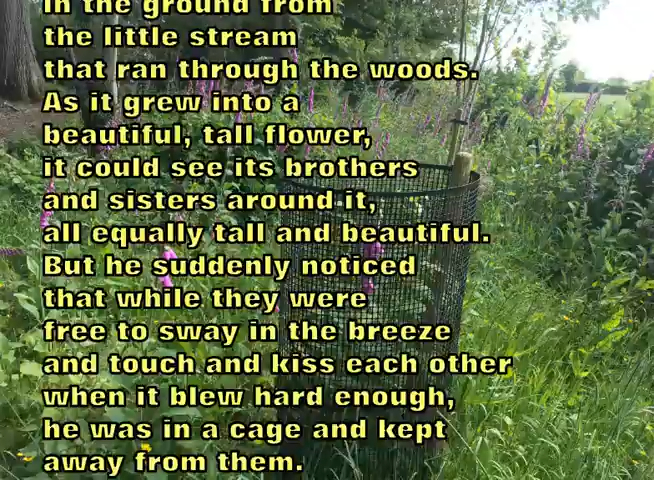 in the ground from
the little stream
that ran through the woods.
As it grew into a
beautiful, tall flower,
it could see its brothers
and sisters around it,
all equally tall and beautiful.
But he suddenly noticed
that while they were
free to sway in the breeze
and touch and kiss each other
when it blew hard enough,
he was in a cage and kept
away from them.